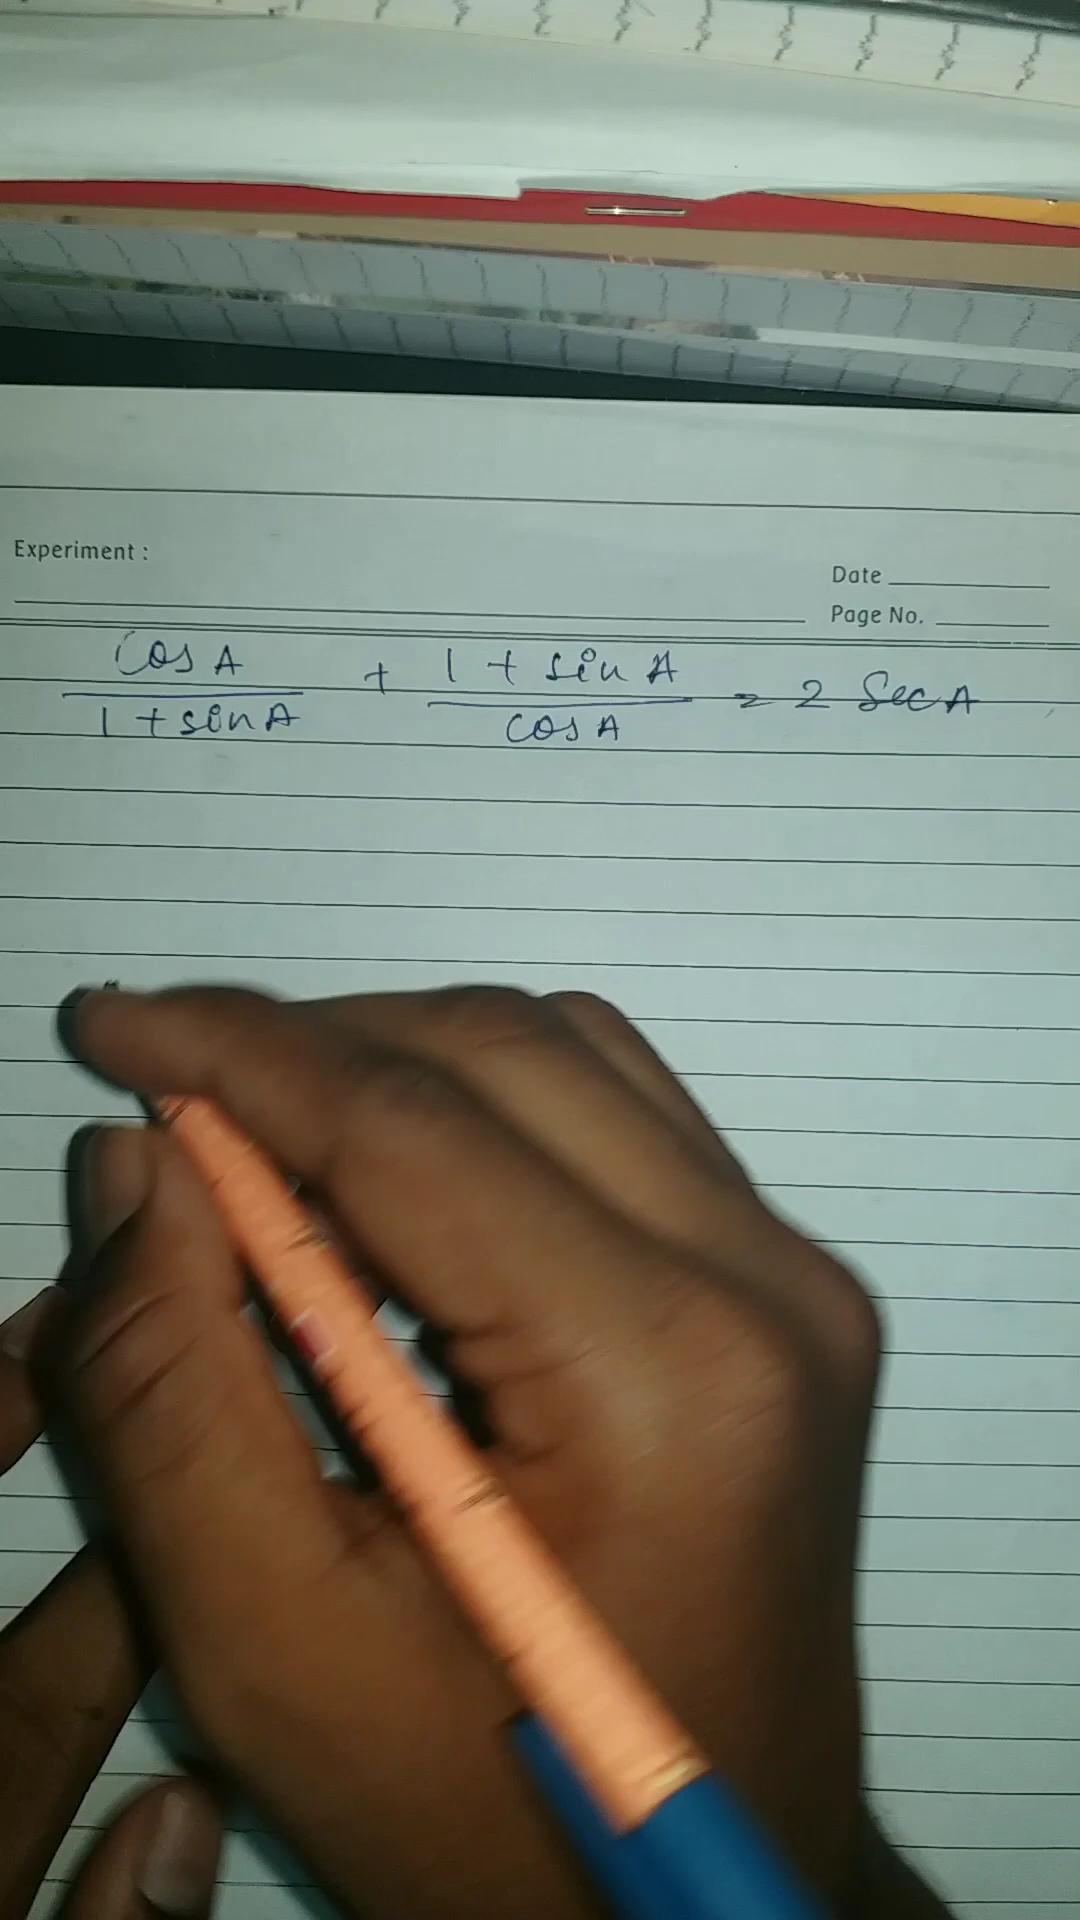 Experiment :
Date
Page No.
Cos A / 1 + sin A + 1 + sin A / cos A = 2 Sec A